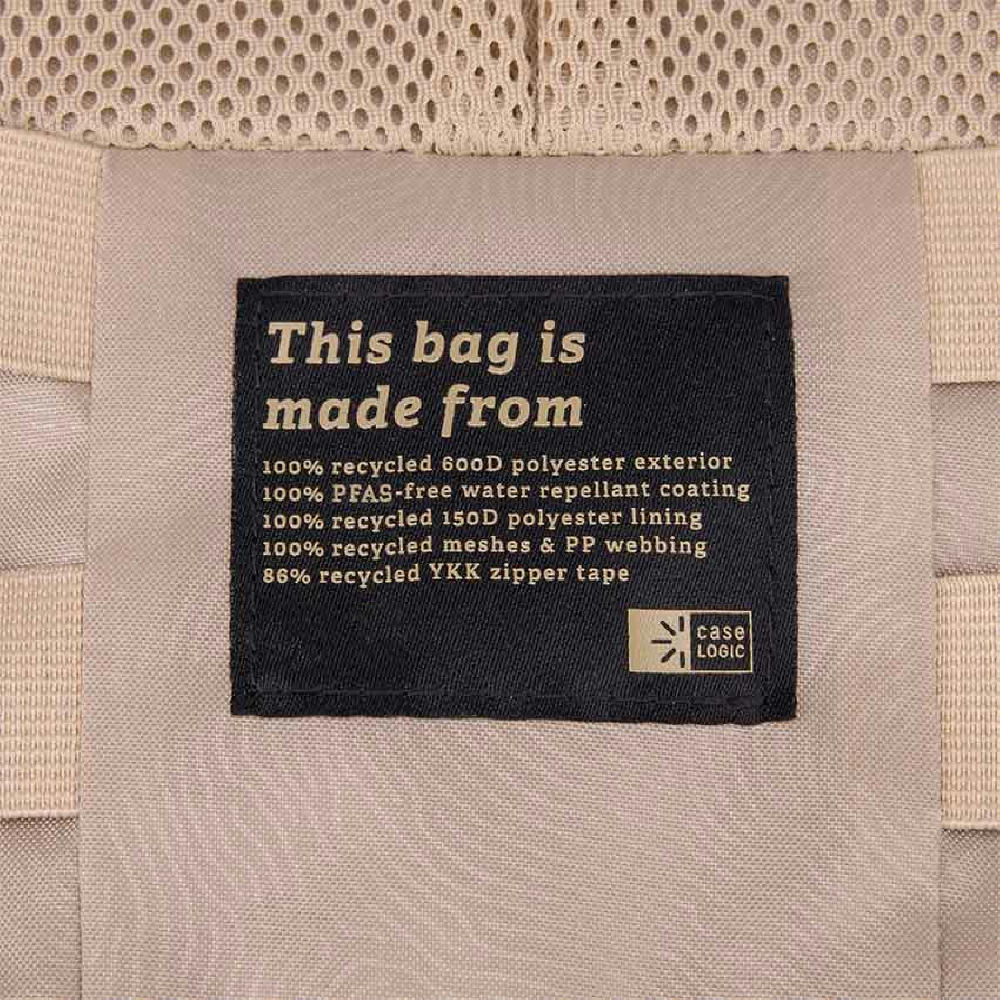 This bag is
made from
100% recycled 600D polyester exterior
100% PFAS-free water repellant coating
100% recycled 150D polyester lining
100% recycled meshes & PP webbing
86% recycled YKK zipper tape
case
LOGIC